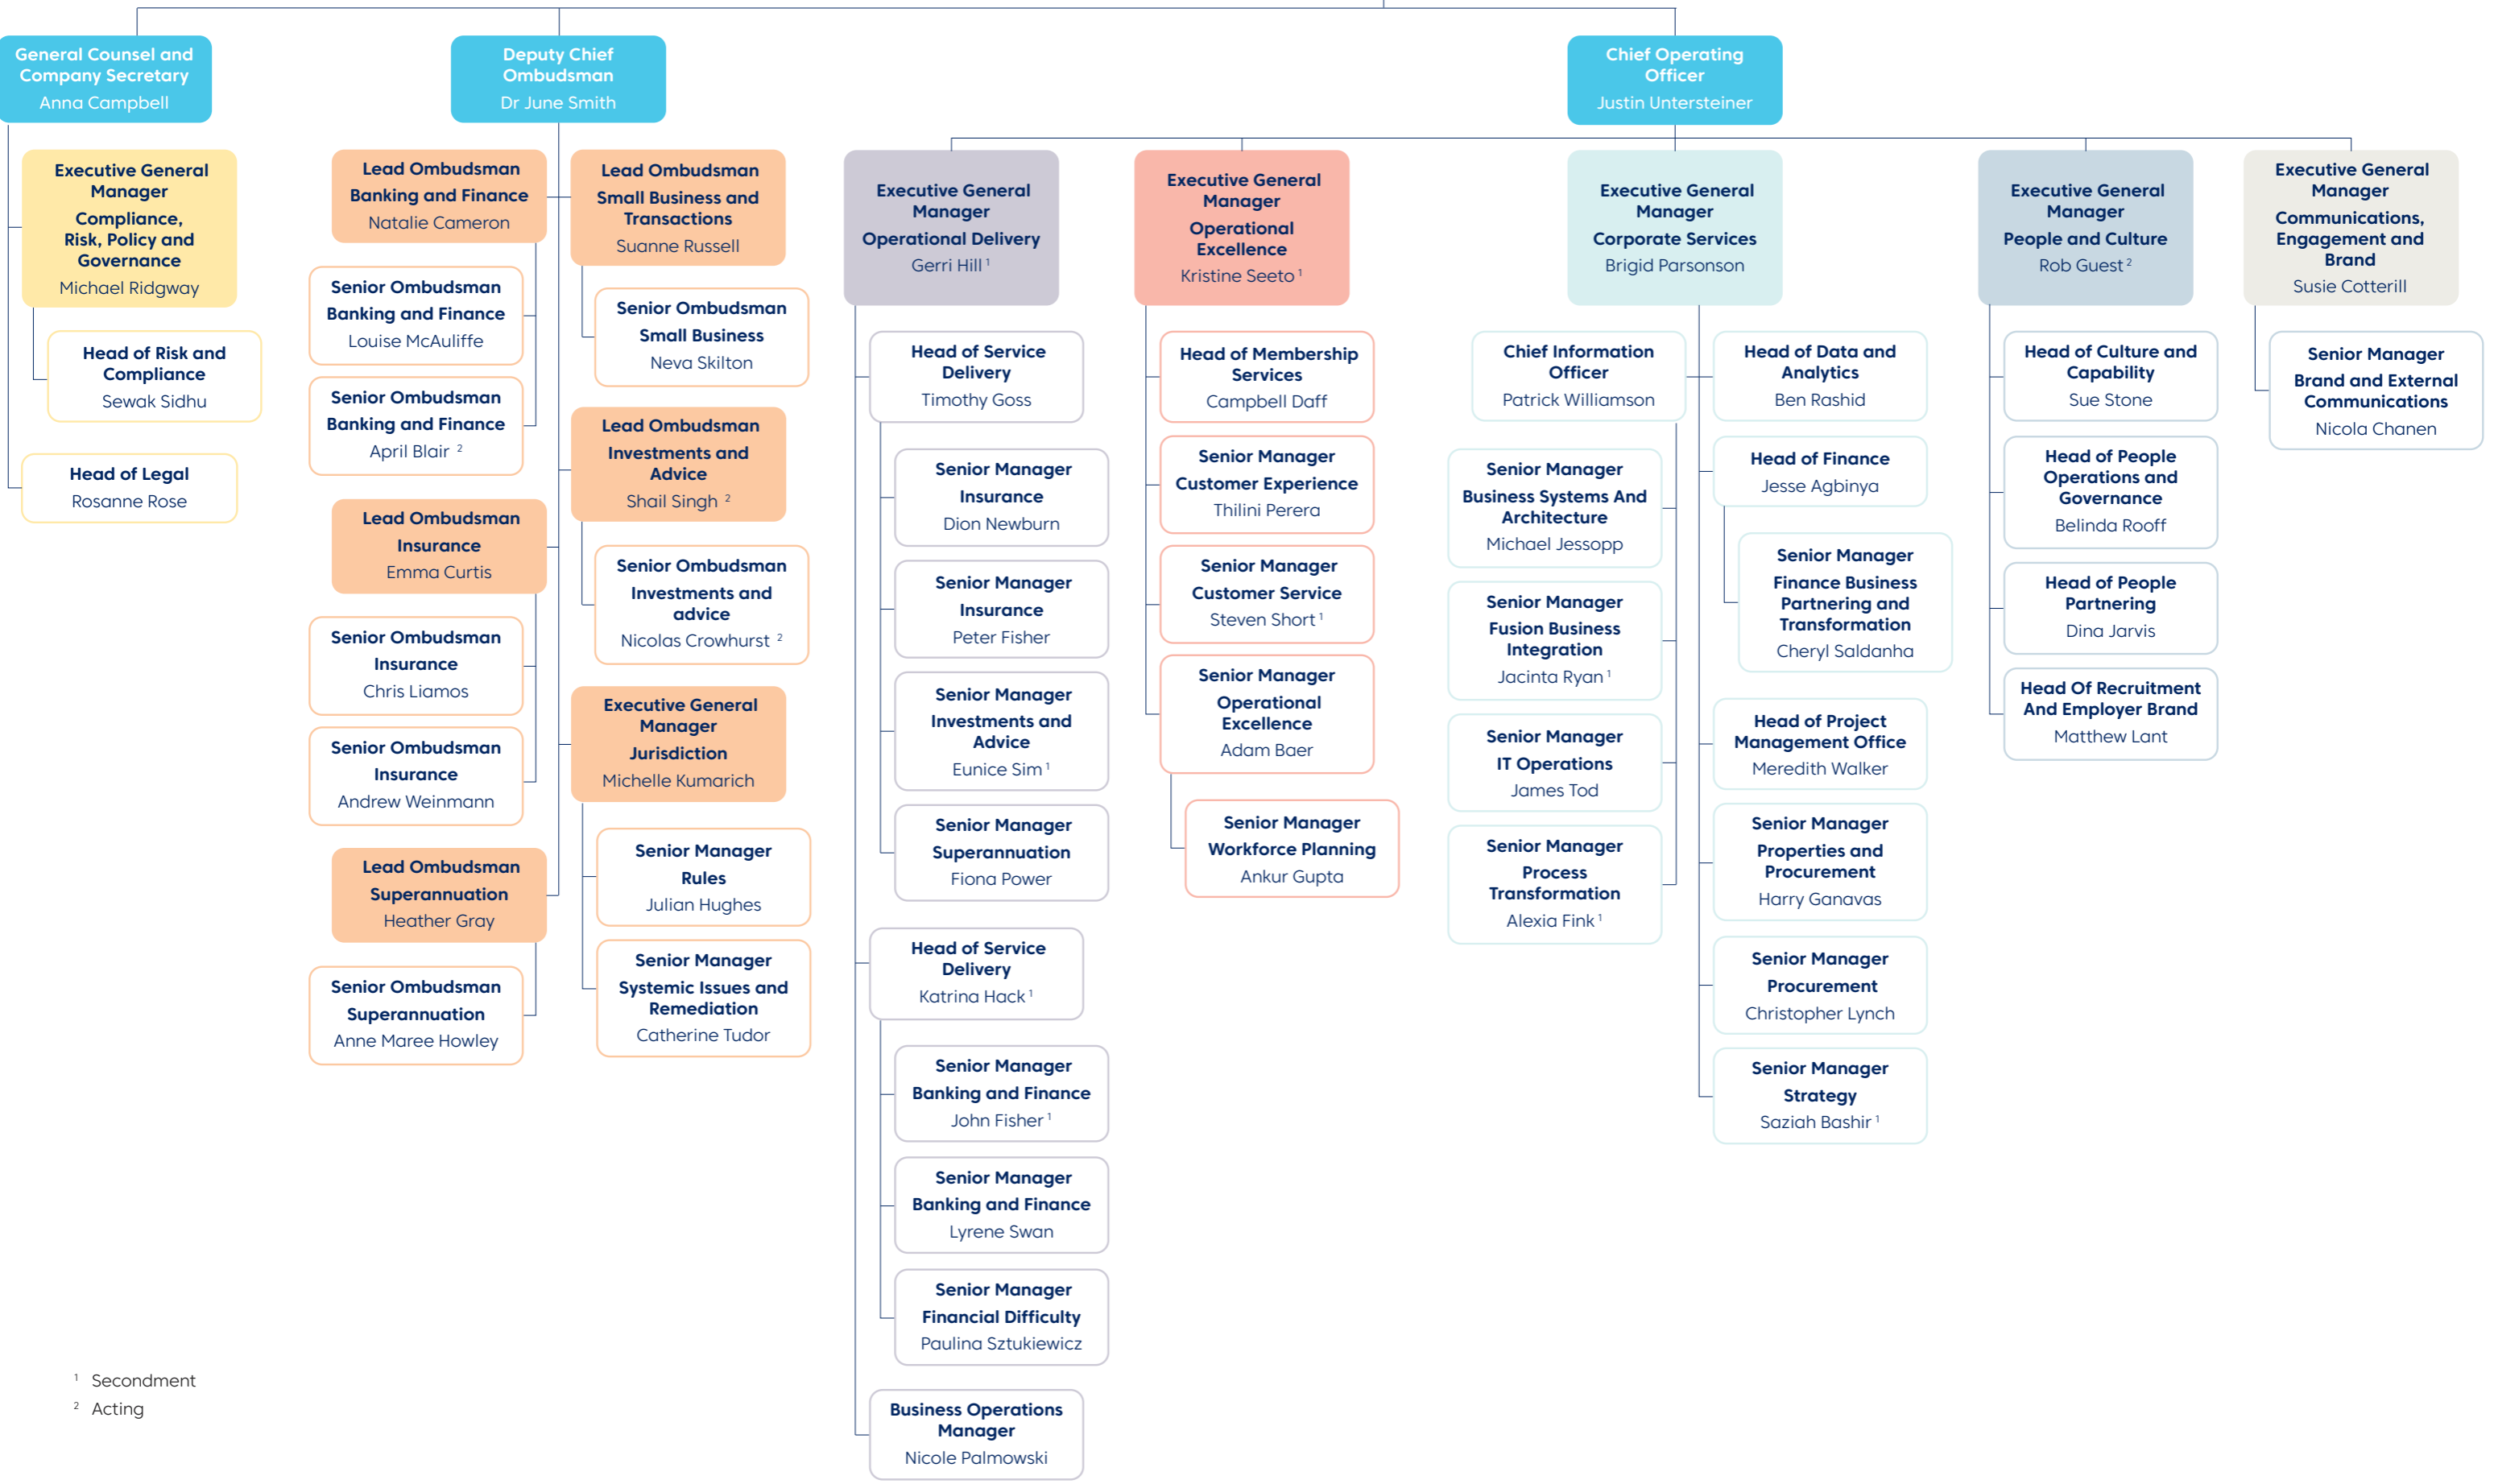 General Counsel and
Company Secretary
Anna Campbell
Executive General
Manager
Compliance,
Risk, Policy and
Governance
Michael Ridgway
Head of Risk and
Compliance
Sewak Sidhu
Head of Legal
Rosanne Rose
Deputy Chief
Ombudsman
Dr June Smith
Lead Ombudsman
Banking and Finance
Natalie Cameron
Senior Ombudsman
Banking and Finance
Louise McAuliffe
Senior Ombudsman
Banking and Finance
April Blair ²
Lead Ombudsman
Insurance
Emma Curtis
Senior Ombudsman
Insurance
Chris Liamos
Senior Ombudsman
Insurance
Andrew Weinmann
Lead Ombudsman
Superannuation
Heather Gray
Senior Ombudsman
Superannuation
Anne Maree Howley
Lead Ombudsman
Small Business and
Transactions
Suanne Russell
Senior Ombudsman
Small Business
Neva Skilton
Lead Ombudsman
Investments and
Advice
Shail Singh ²
Senior Ombudsman
Investments and
advice
Nicolas Crowhurst ²
Executive General
Manager
Jurisdiction
Michelle Kumarich
Senior Manager
Rules
Julian Hughes
Senior Manager
Systemic Issues and
Remediation
Catherine Tudor
Chief Operating
Officer
Justin Untersteiner
Executive General
Manager
Operational Delivery
Gerri Hill ¹
Head of Service
Delivery
Timothy Goss
Senior Manager
Insurance
Dion Newburn
Senior Manager
Insurance
Peter Fisher
Senior Manager
Investments and
Advice
Eunice Sim ¹
Senior Manager
Superannuation
Fiona Power
Head of Service
Delivery
Katrina Hack ¹
Senior Manager
Banking and Finance
John Fisher ¹
Senior Manager
Banking and Finance
Lyrene Swan
Senior Manager
Financial Difficulty
Paulina Sztukiewicz
Business Operations
Manager
Nicole Palmowski
Executive General
Manager
Operational
Excellence
Kristine Seeto ¹
Head of Membership
Services
Campbell Daff
Senior Manager
Customer Experience
Thilini Perera
Senior Manager
Customer Service
Steven Short ¹
Senior Manager
Operational
Excellence
Adam Baer
Senior Manager
Workforce Planning
Ankur Gupta
Executive General
Manager
Corporate Services
Brigid Parsonson
Chief Information
Officer
Patrick Williamson
Senior Manager
Business Systems And
Architecture
Michael Jessopp
Senior Manager
Fusion Business
Integration
Jacinta Ryan ¹
Senior Manager
IT Operations
James Tod
Senior Manager
Process
Transformation
Alexia Fink ¹
Head of Data and
Analytics
Ben Rashid
Head of Finance
Jesse Agbinya
Senior Manager
Finance Business
Partnering and
Transformation
Cheryl Saldanha
Head of Project
Management Office
Meredith Walker
Senior Manager
Properties and
Procurement
Harry Ganavas
Senior Manager
Procurement
Christopher Lynch
Senior Manager
Strategy
Saziah Bashir ¹
Executive General
Manager
People and Culture
Rob Guest ²
Head of Culture and
Capability
Sue Stone
Head of People
Operations and
Governance
Belinda Rooff
Head of People
Partnering
Dina Jarvis
Head Of Recruitment
And Employer Brand
Matthew Lant
Executive General
Manager
Communications,
Engagement and
Brand
Susie Cotterill
Senior Manager
Brand and External
Communications
Nicola Chanen
¹ Secondment
² Acting